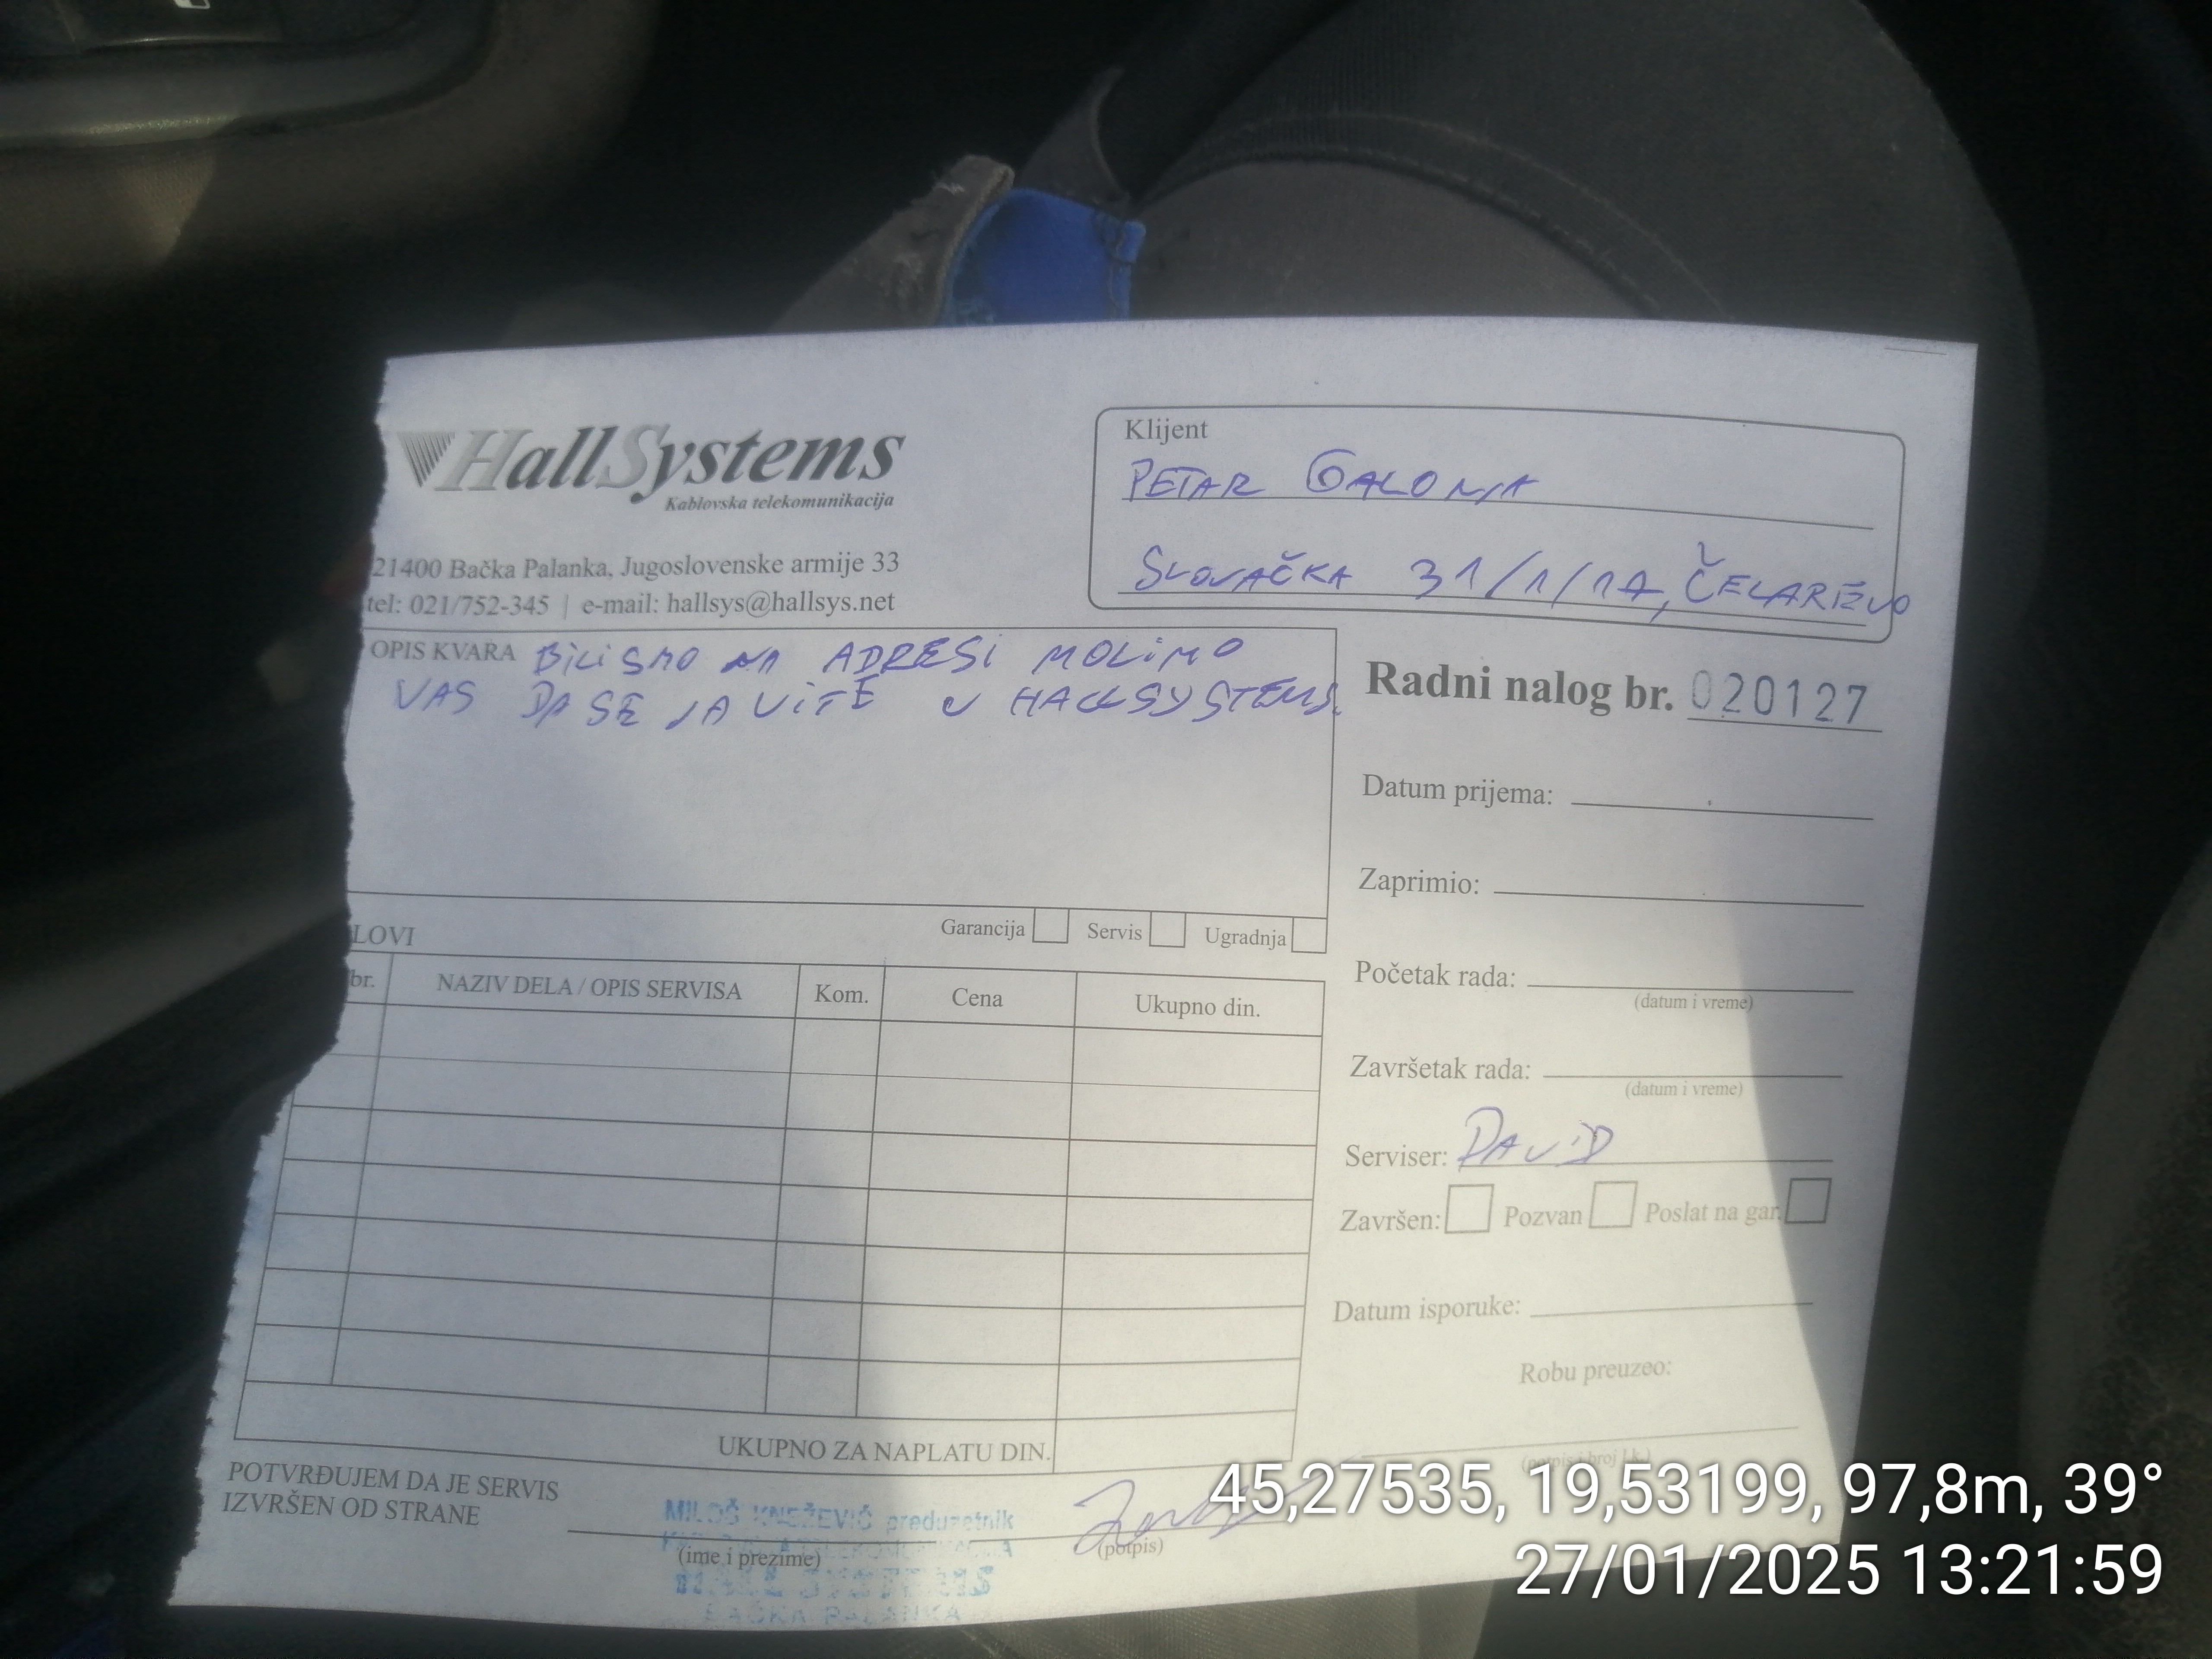 HallSystems
Kablovska telekomunikacija
21400 Bačka Palanka, Jugoslovenske armije 33
tel: 021/752-345 | e-mail: hallsys@hallsys.net
Klijent
PETAR GALONJA
SLOVAČKA 31/1/17, ČELAREVO
OPIS KVARA BILI SMO NA ADRESI MOLIMO
VAS DA SE JAVITE U HALLSYSTEMS.
Radni nalog br. 020127
Datum prijema:
Zaprimio:
Početak rada:
(datum i vreme)
Završetak rada:
(datum i vreme)
Serviser: DAVID
Završen: Pozvan Poslat na gar.
Datum isporuke:
Robu preuzeo:
(potpis i broj l.k.)
Garancija Servis Ugradnja
LOVI
br. NAZIV DELA / OPIS SERVISA Kom. Cena Ukupno din.
UKUPNO ZA NAPLATU DIN.
POTVRĐUJEM DA JE SERVIS
IZVRŠEN OD STRANE
MILOŠ KNEŽEVIĆ preduzetnik
(ime i prezime)
(potpis)
HALL SYSTEMS
BAČKA PALANKA
45,27535, 19,53199, 97,8m, 39°
27/01/2025 13:21:59